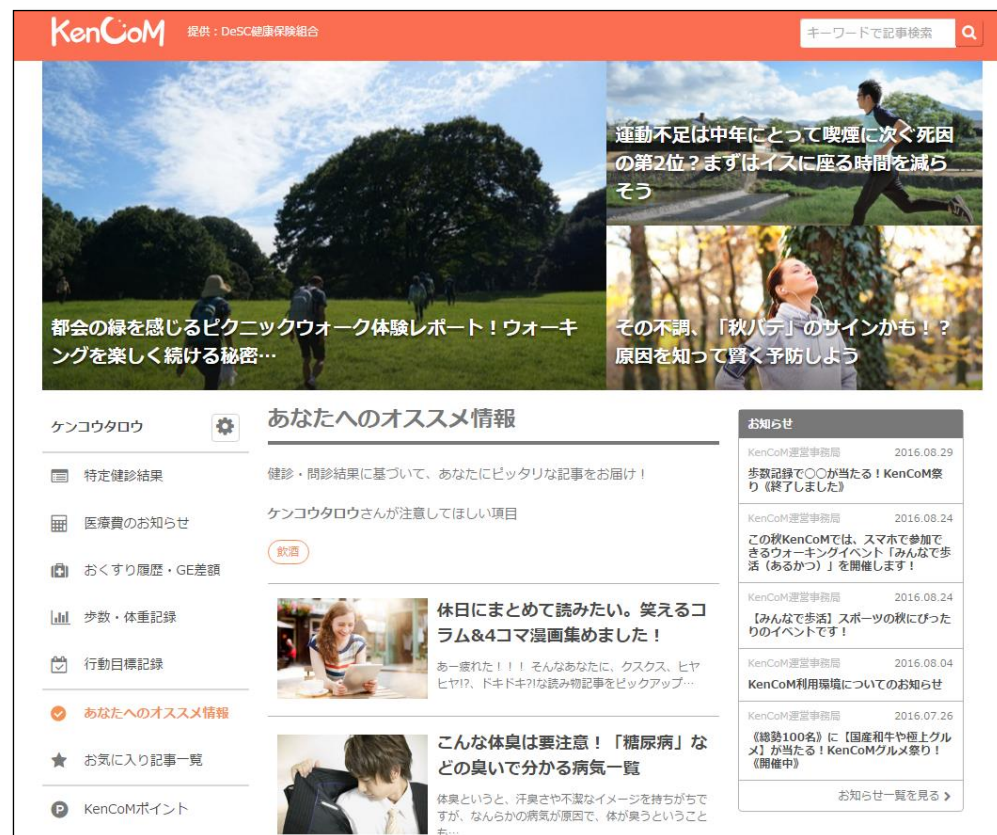 KenCoM
提供：DeSC健康保険組合
キーワードで記事検索
都会の緑を感じるピクニックウォーク体験レポート！ウォーキ
ングを楽しく続ける秘密…
運動不足は中年にとって喫煙に次ぐ死因
の第2位？まずはイスに座る時間を減ら
そう
その不調、「秋バテ」のサインかも！？
原因を知って賢く予防しよう
ケンコウタロウ
特定健診結果
医療費のお知らせ
おくすり履歴・GE差額
歩数・体重記録
行動目標記録
あなたへのオススメ情報
お気に入り記事一覧
KenCoMポイント
あなたへのオススメ情報
健診・問診結果に基づいて、あなたにピッタリな記事をお届け！
ケンコウタロウさんが注意してほしい項目
飲酒
休日にまとめて読みたい。笑えるコ
ラム&4コマ漫画集めました！
あー疲れた！！！ そんなあなたに、クスクス、ヒヤ
ヒヤ!?、ドキドキ?!な読み物記事をピックアップ…
こんな体臭は要注意！「糖尿病」な
どの臭いで分かる病気一覧
体臭というと、汗臭さや不潔なイメージを持ちがちで
すが、なんらかの病気が原因で、体が臭うということ
も…
お知らせ
KenCoM運営事務局 2016.08.29
歩数記録で〇〇が当たる！KenCoM祭
り《終了しました》
KenCoM運営事務局 2016.08.24
この秋KenCoMでは、スマホで参加で
きるウォーキングイベント「みんなで歩
活（あるかつ）」を開催します！
KenCoM運営事務局 2016.08.24
【みんなで歩活】スポーツの秋にぴった
りのイベントです！
KenCoM運営事務局 2016.08.04
KenCoM利用環境についてのお知らせ
KenCoM運営事務局 2016.07.26
《総勢100名》に【国産和牛や極上グル
メ】が当たる！KenCoMグルメ祭り！
《開催中》
お知らせ一覧を見る